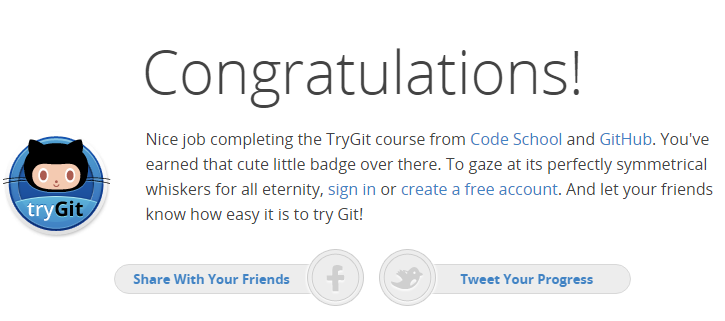 Congratulations!
Nice job completing the TryGit course from Code School and GitHub. You've
earned that cute little badge over there. To gaze at its perfectly symmetrical
whiskers for all eternity, sign in or create a free account. And let your friends
know how easy it is to try Git!
tryGit
Share With Your Friends
Tweet Your Progress